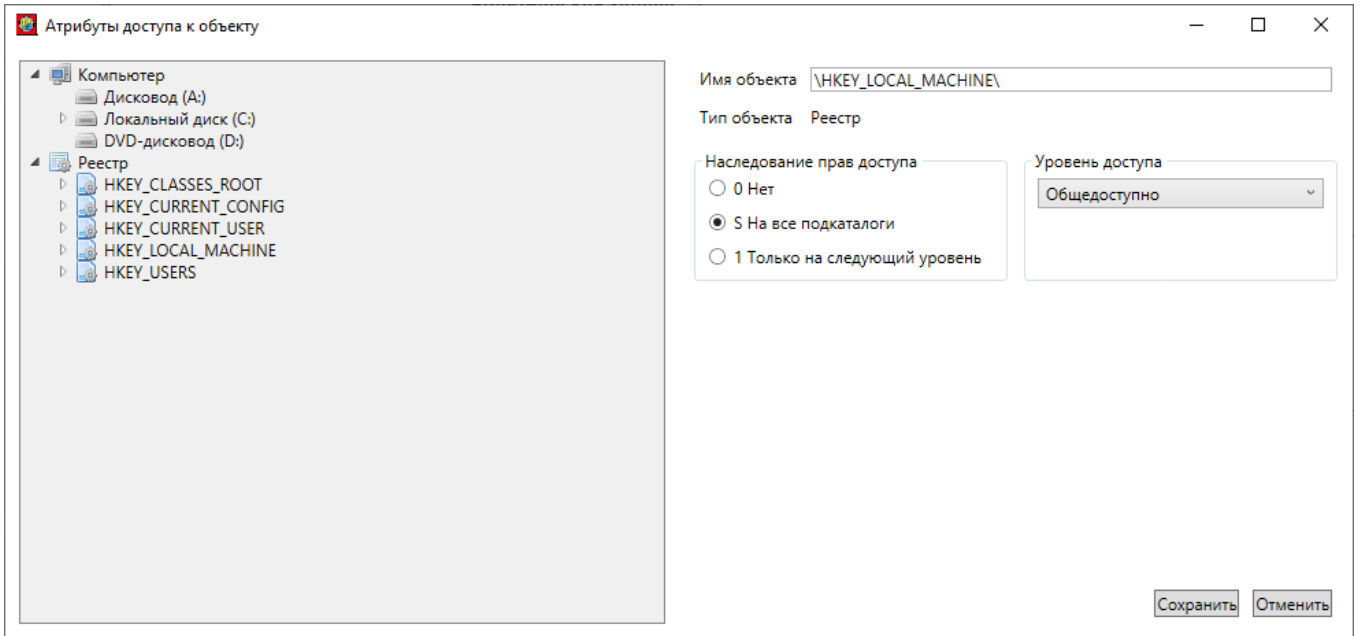 Атрибуты доступа к объекту
Компьютер
Дисковод (A:)
Локальный диск (C:)
DVD-дисковод (D:)
Реестр
HKEY_CLASSES_ROOT
HKEY_CURRENT_CONFIG
HKEY_CURRENT_USER
HKEY_LOCAL_MACHINE
HKEY_USERS
Имя объекта \HKEY_LOCAL_MACHINE\
Тип объекта Реестр
Наследование прав доступа
0 Нет
S На все подкаталоги
1 Только на следующий уровень
Уровень доступа
Общедоступно
Сохранить Отменить